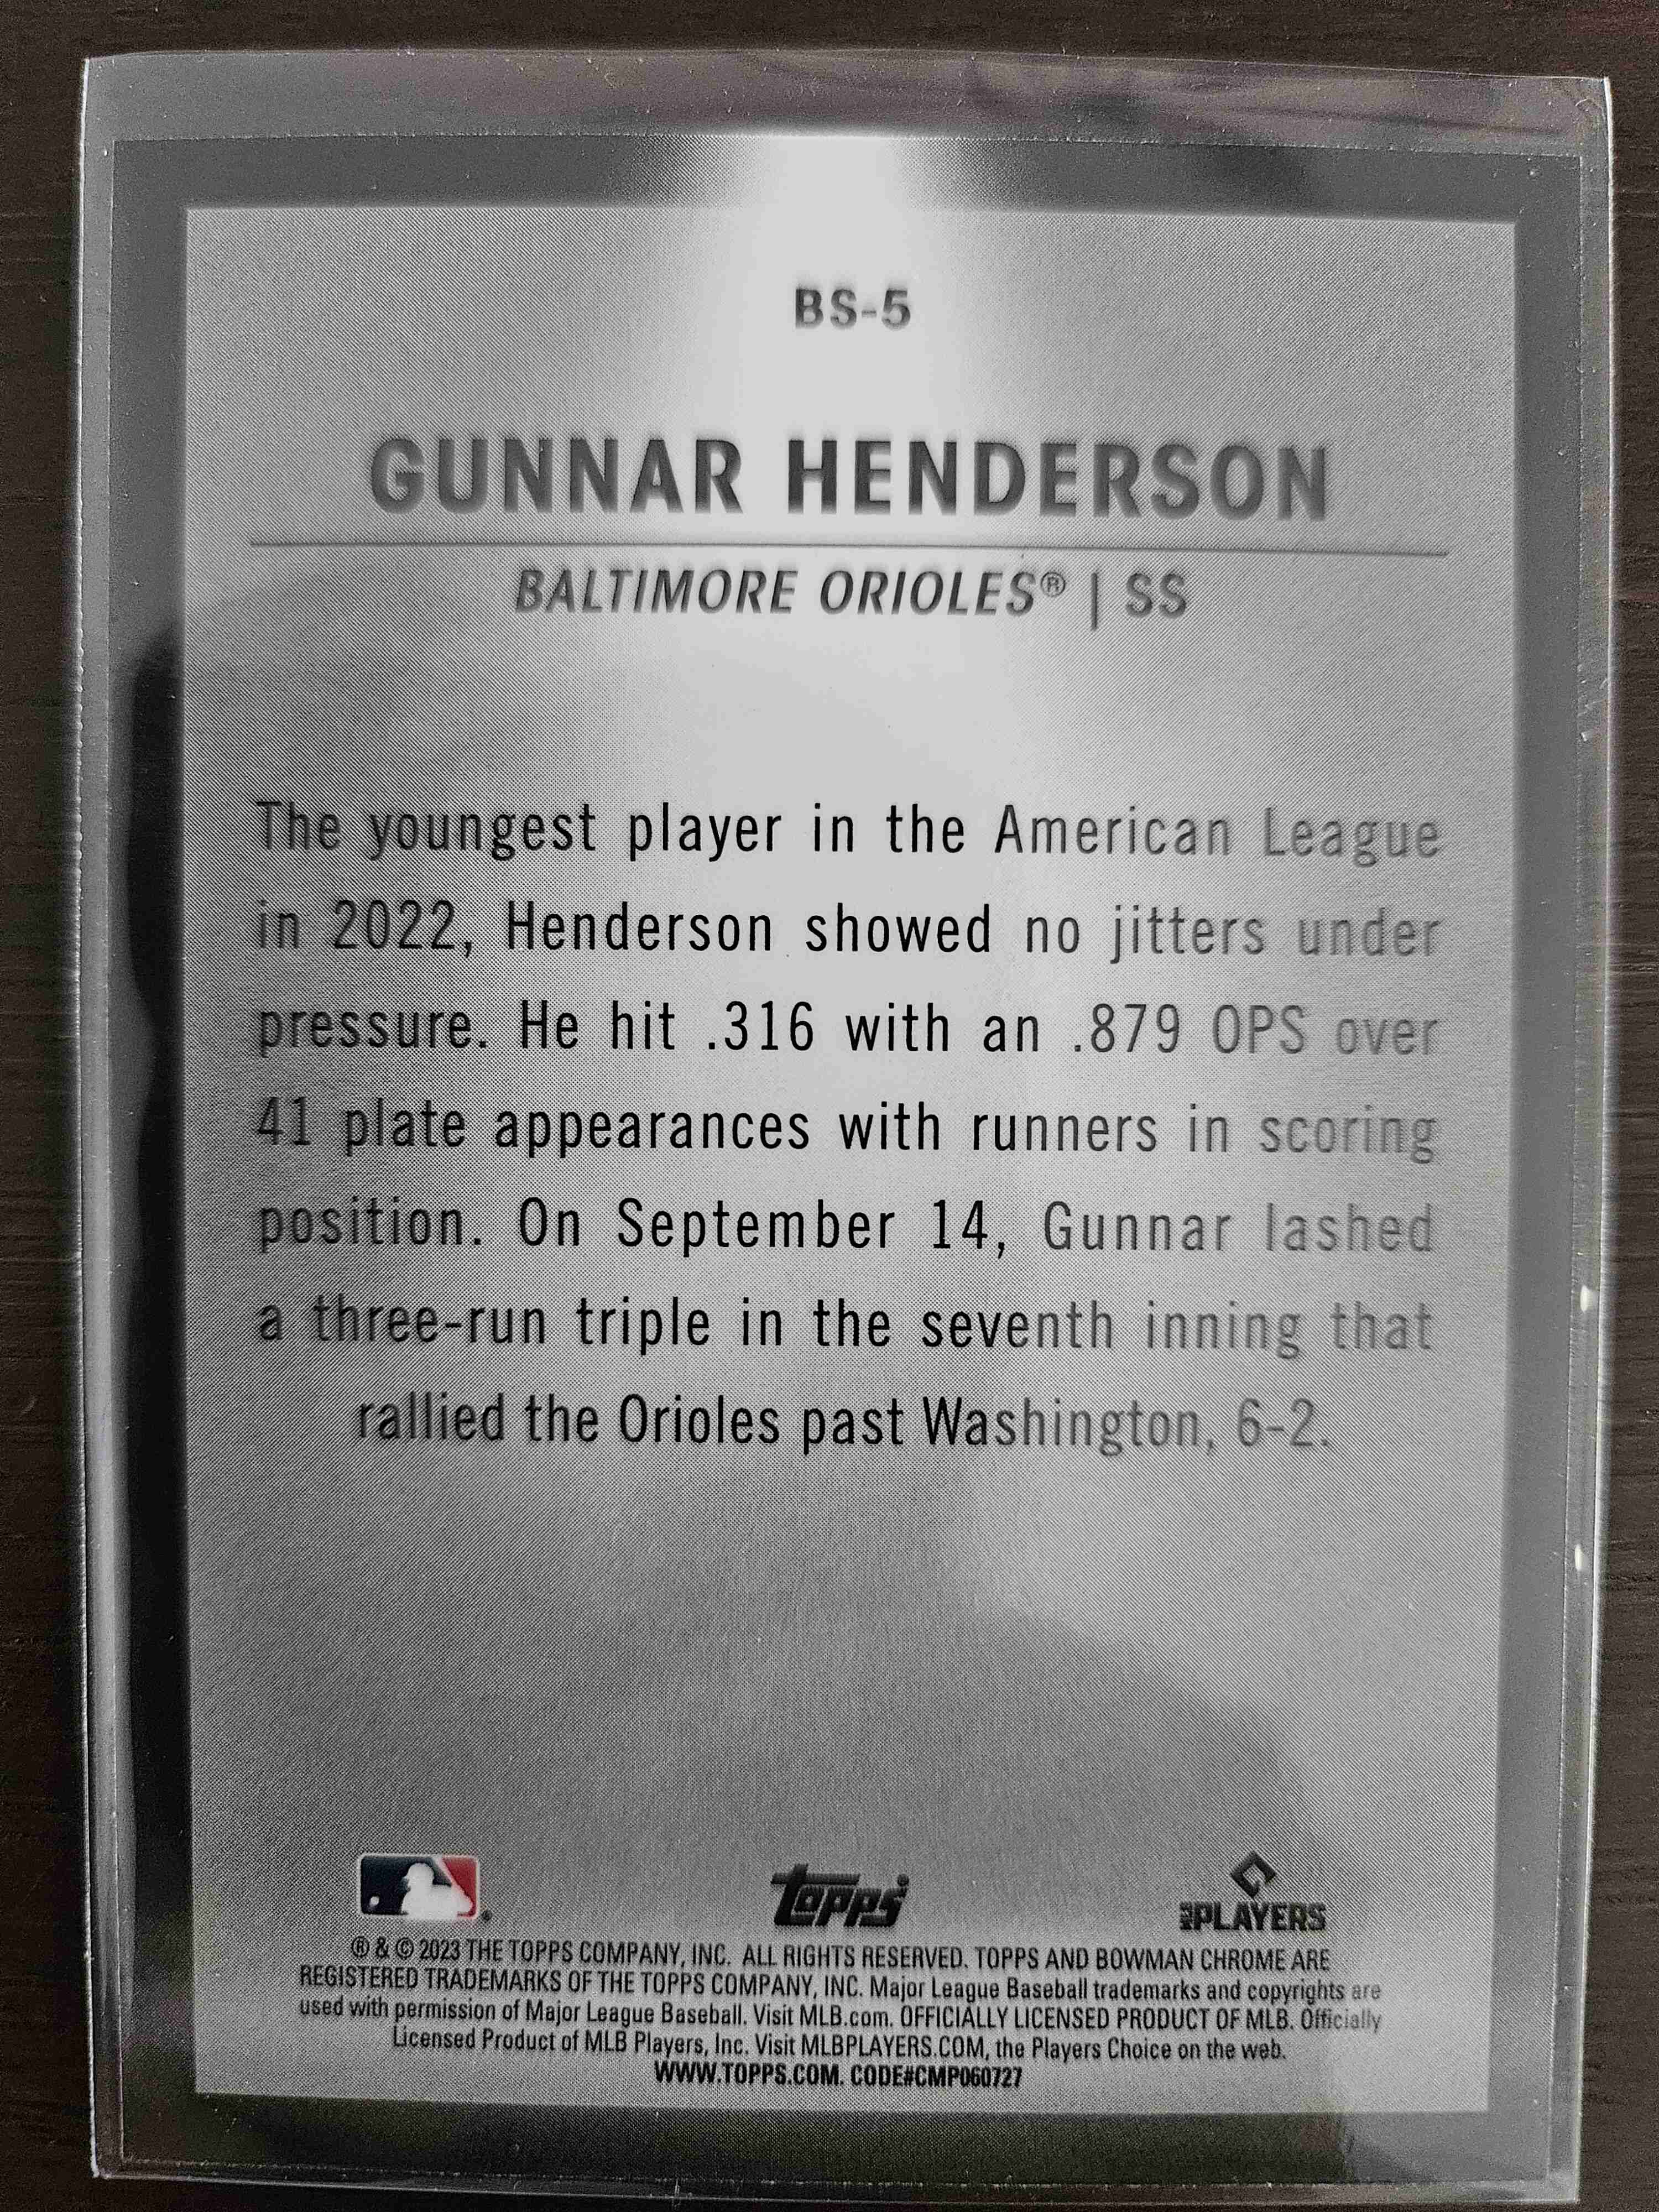 BS-5
GUNNAR HENDERSON
BALTIMORE ORIOLES® | SS
The youngest player in the American League
in 2022, Henderson showed no jitters under
pressure. He hit .316 with an .879 OPS over
41 plate appearances with runners in scoring
position. On September 14, Gunnar lashed
a three-run triple in the seventh inning that
rallied the Orioles past Washington, 6-2.
topps
PLAYERS
® & © 2023 THE TOPPS COMPANY, INC. ALL RIGHTS RESERVED. TOPPS AND BOWMAN CHROME ARE
REGISTERED TRADEMARKS OF THE TOPPS COMPANY, INC. Major League Baseball trademarks and copyrights are
used with permission of Major League Baseball. Visit MLB.com. OFFICIALLY LICENSED PRODUCT OF MLB. Officially
Licensed Product of MLB Players, Inc. Visit MLBPLAYERS.COM, the Players Choice on the web.
WWW.TOPPS.COM. CODE#CMP060727